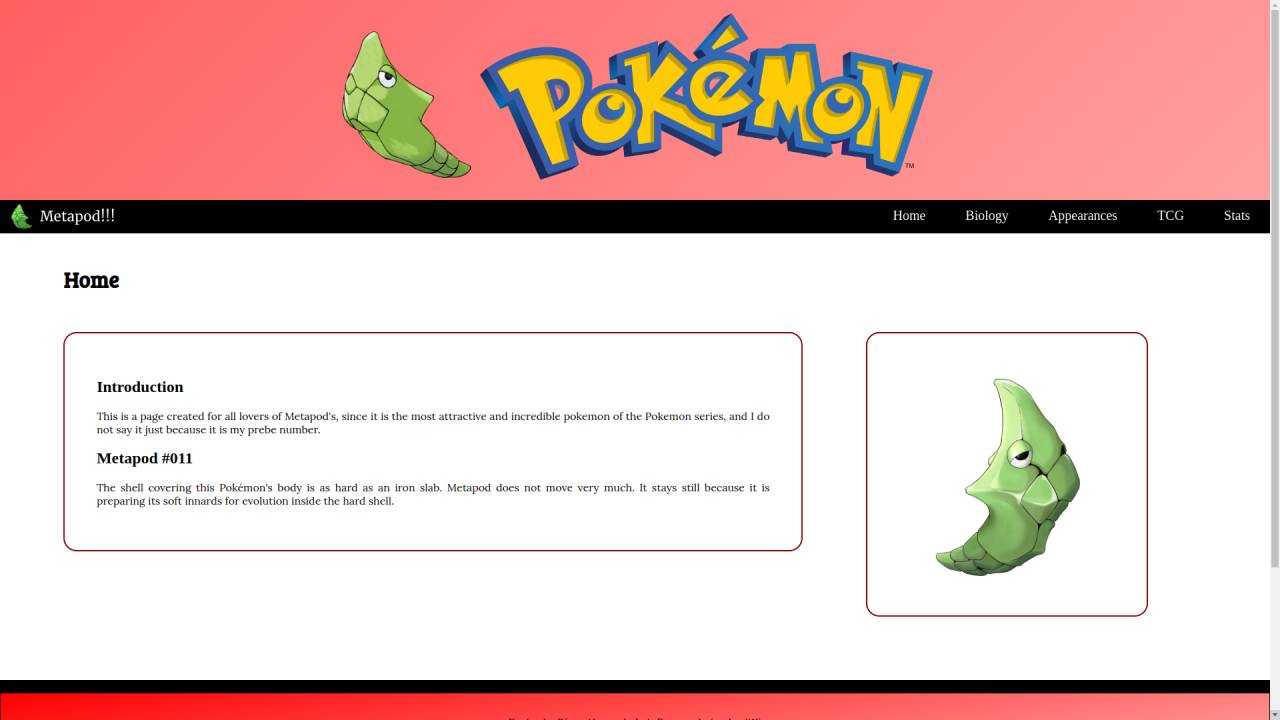 POKéMON
TM
Metapod!!!
Home
Biology
Appearances
TCG
Stats
Home
Introduction
This is a page created for all lovers of Metapod's, since it is the most attractive and incredible pokemon of the Pokemon series, and I do
not say it just because it is my prebe number.
Metapod #011
The shell covering this Pokémon's body is as hard as an iron slab. Metapod does not move very much. It stays still because it is
preparing its soft innards for evolution inside the hard shell.